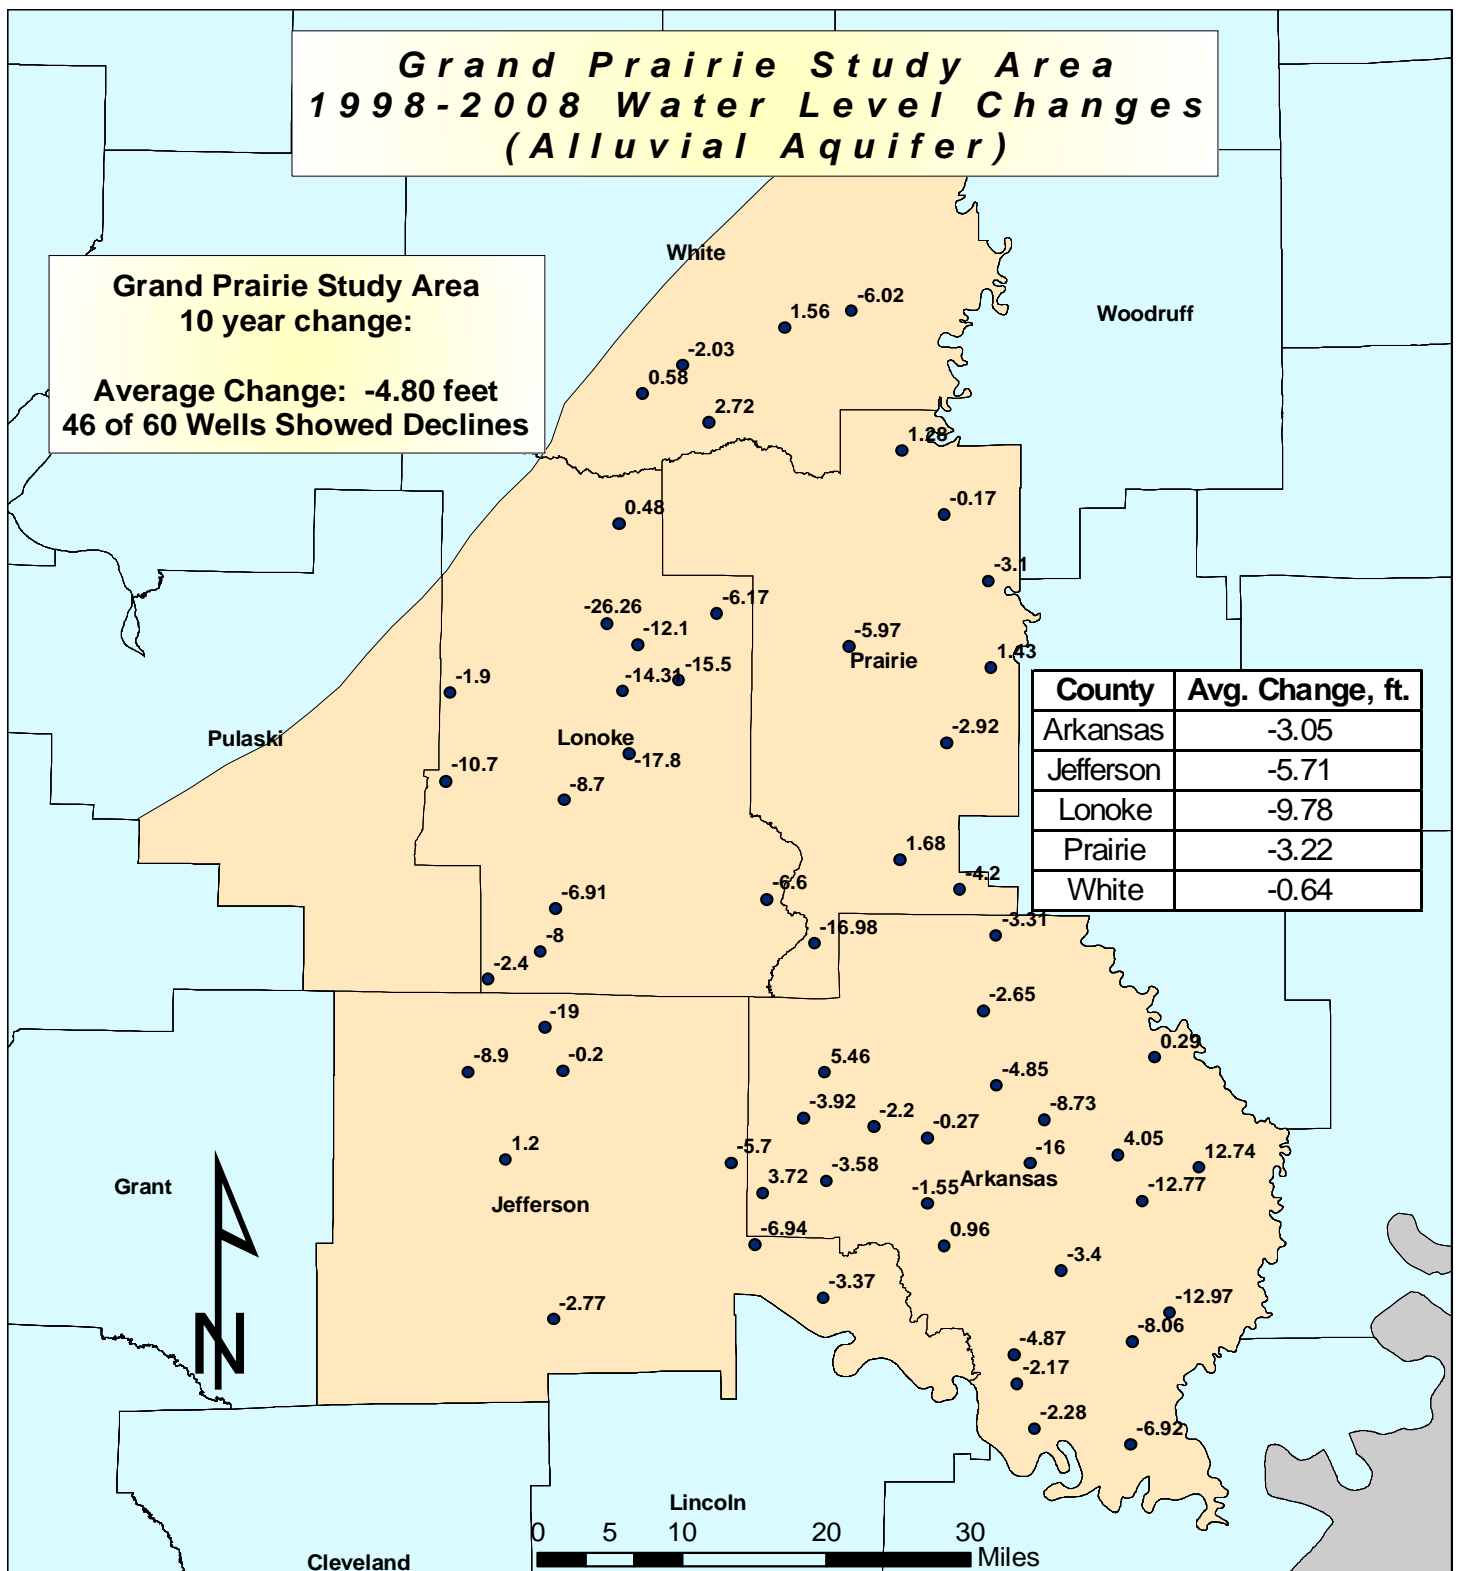 Grand Prairie Study Area
1998-2008 Water Level Changes
(Alluvial Aquifer)
White
Grand Prairie Study Area
10 year change:
Average Change: -4.80 feet
46 of 60 Wells Showed Declines
-6.02
1.56
Woodruff
-2.03
0.58
2.72
1.28
-0.17
0.48
-3.1
-6.17
-26.26
-12.1
-5.97
Prairie
1.43
-15.5
-14.31
-1.9
Pulaski
Lonoke
-17.8
-2.92
-10.7
-8.7
County Avg. Change, ft.
Arkansas -3.05
Jefferson -5.71
Lonoke -9.78
Prairie -3.22
White -0.64
1.68
-4.2
-6.6
-6.91
-16.98
-3.31
-8
-2.4
-2.65
-19
-8.9
-0.2
5.46
0.29
-4.85
-3.92
-2.2
-0.27
-8.73
1.2
-5.7
-16
4.05
12.74
3.72
-3.58
Arkansas
-1.55
-12.77
Grant
Jefferson
-6.94
0.96
-3.4
-3.37
-2.77
-12.97
-8.06
-4.87
-2.17
N
-2.28
-6.92
Lincoln
0 5 10 20 30
Miles
Cleveland